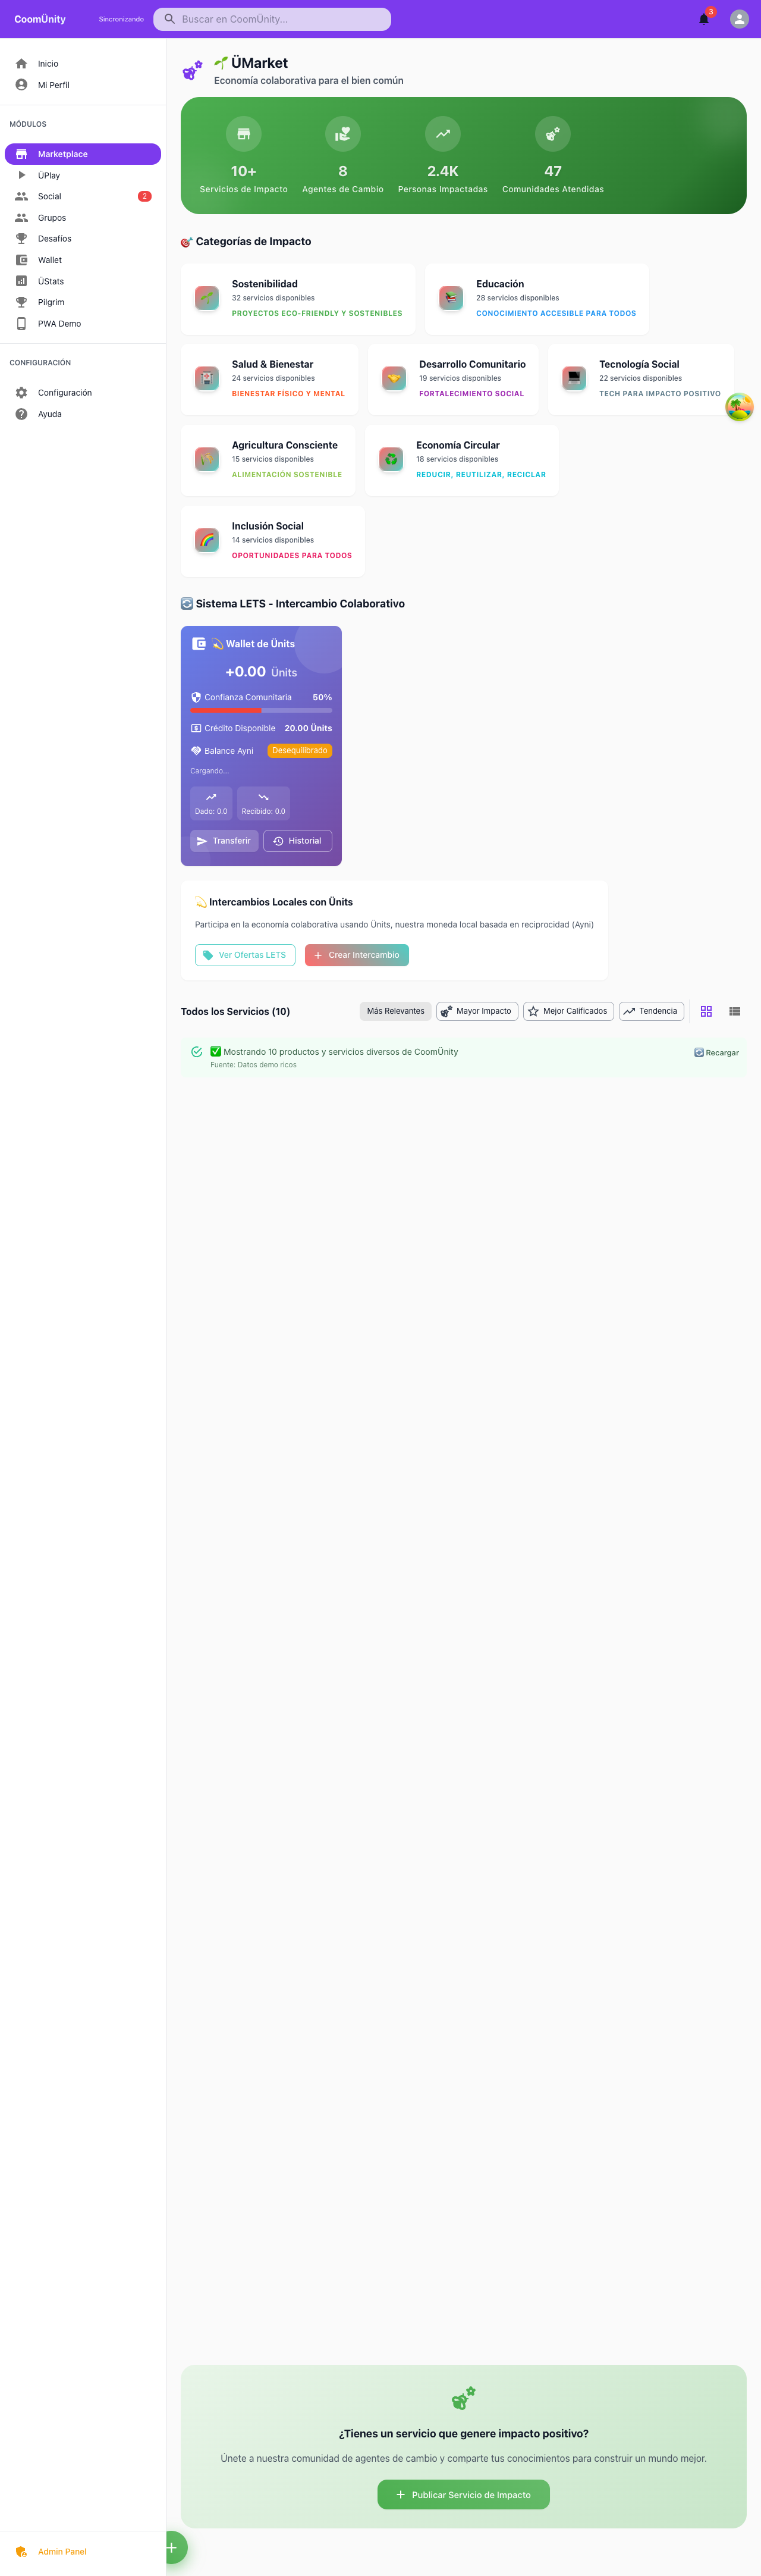 CoomÜnity
Sincronizando
Buscar en CoomÜnity...
3
Inicio
Mi Perfil
MÓDULOS
Marketplace
ÜPlay
Social
2
Grupos
Desafíos
Wallet
ÜStats
Pilgrim
PWA Demo
CONFIGURACIÓN
Configuración
Ayuda
Admin Panel
🌱 ÜMarket
Economía colaborativa para el bien común
10+
Servicios de Impacto
8
Agentes de Cambio
2.4K
Personas Impactadas
47
Comunidades Atendidas
🎯 Categorías de Impacto
Sostenibilidad
32 servicios disponibles
PROYECTOS ECO-FRIENDLY Y SOSTENIBLES
Educación
28 servicios disponibles
CONOCIMIENTO ACCESIBLE PARA TODOS
Salud & Bienestar
24 servicios disponibles
BIENESTAR FÍSICO Y MENTAL
Desarrollo Comunitario
19 servicios disponibles
FORTALECIMIENTO SOCIAL
Tecnología Social
22 servicios disponibles
TECH PARA IMPACTO POSITIVO
Agricultura Consciente
15 servicios disponibles
ALIMENTACIÓN SOSTENIBLE
Economía Circular
18 servicios disponibles
REDUCIR, REUTILIZAR, RECICLAR
Inclusión Social
14 servicios disponibles
OPORTUNIDADES PARA TODOS
🔄 Sistema LETS - Intercambio Colaborativo
💫 Wallet de Ünits
+0.00 Ünits
Confianza Comunitaria 50%
Crédito Disponible 20.00 Ünits
Balance Ayni Desequilibrado
Cargando...
Dado: 0.0
Recibido: 0.0
Transferir
Historial
💫 Intercambios Locales con Ünits
Participa en la economía colaborativa usando Ünits, nuestra moneda local basada en reciprocidad (Ayni)
Ver Ofertas LETS
Crear Intercambio
Todos los Servicios (10)
Más Relevantes
Mayor Impacto
Mejor Calificados
Tendencia
✅ Mostrando 10 productos y servicios diversos de CoomÜnity
Fuente: Datos demo ricos
🔄 Recargar
¿Tienes un servicio que genere impacto positivo?
Únete a nuestra comunidad de agentes de cambio y comparte tus conocimientos para construir un mundo mejor.
Publicar Servicio de Impacto